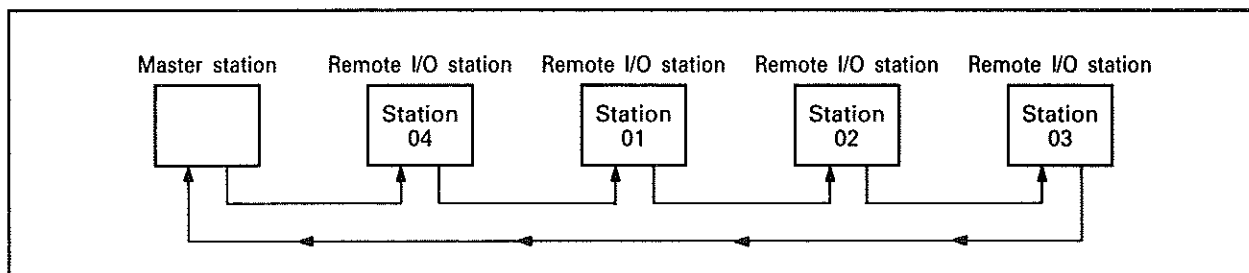 Master station Remote I/O station Remote I/O station Remote I/O station Remote I/O station
Station
04
Station
01
Station
02
Station
03